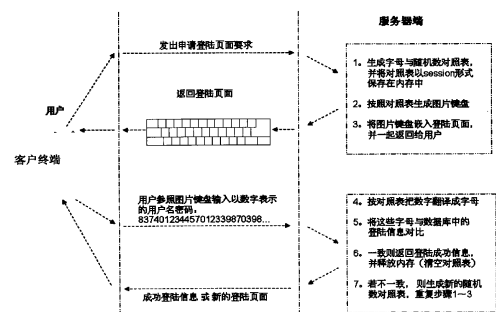 服务器端
发出申请登陆页面要求
1。生成字母与随机数对照表，
并将对照表以session形式
保存在内存中
2。按照对照表生成图片键盘
3。将图片键盘嵌入登陆页面，
并一起返回给用户
用户
返回登陆页面
客户终端
用户参照图片键盘输入以数字表示
的用户名密码，
837401234457012339870398...
4。按对照表把数字翻译成字母
5。将这些字母与数据库中的
登陆信息对比
6。一致则返回登陆成功信息，
并释放内存（清空对照表）
7。若不一致，则生成新的随机
数对照表，重复步骤1－3
成功登陆信息 或 新的登陆页面